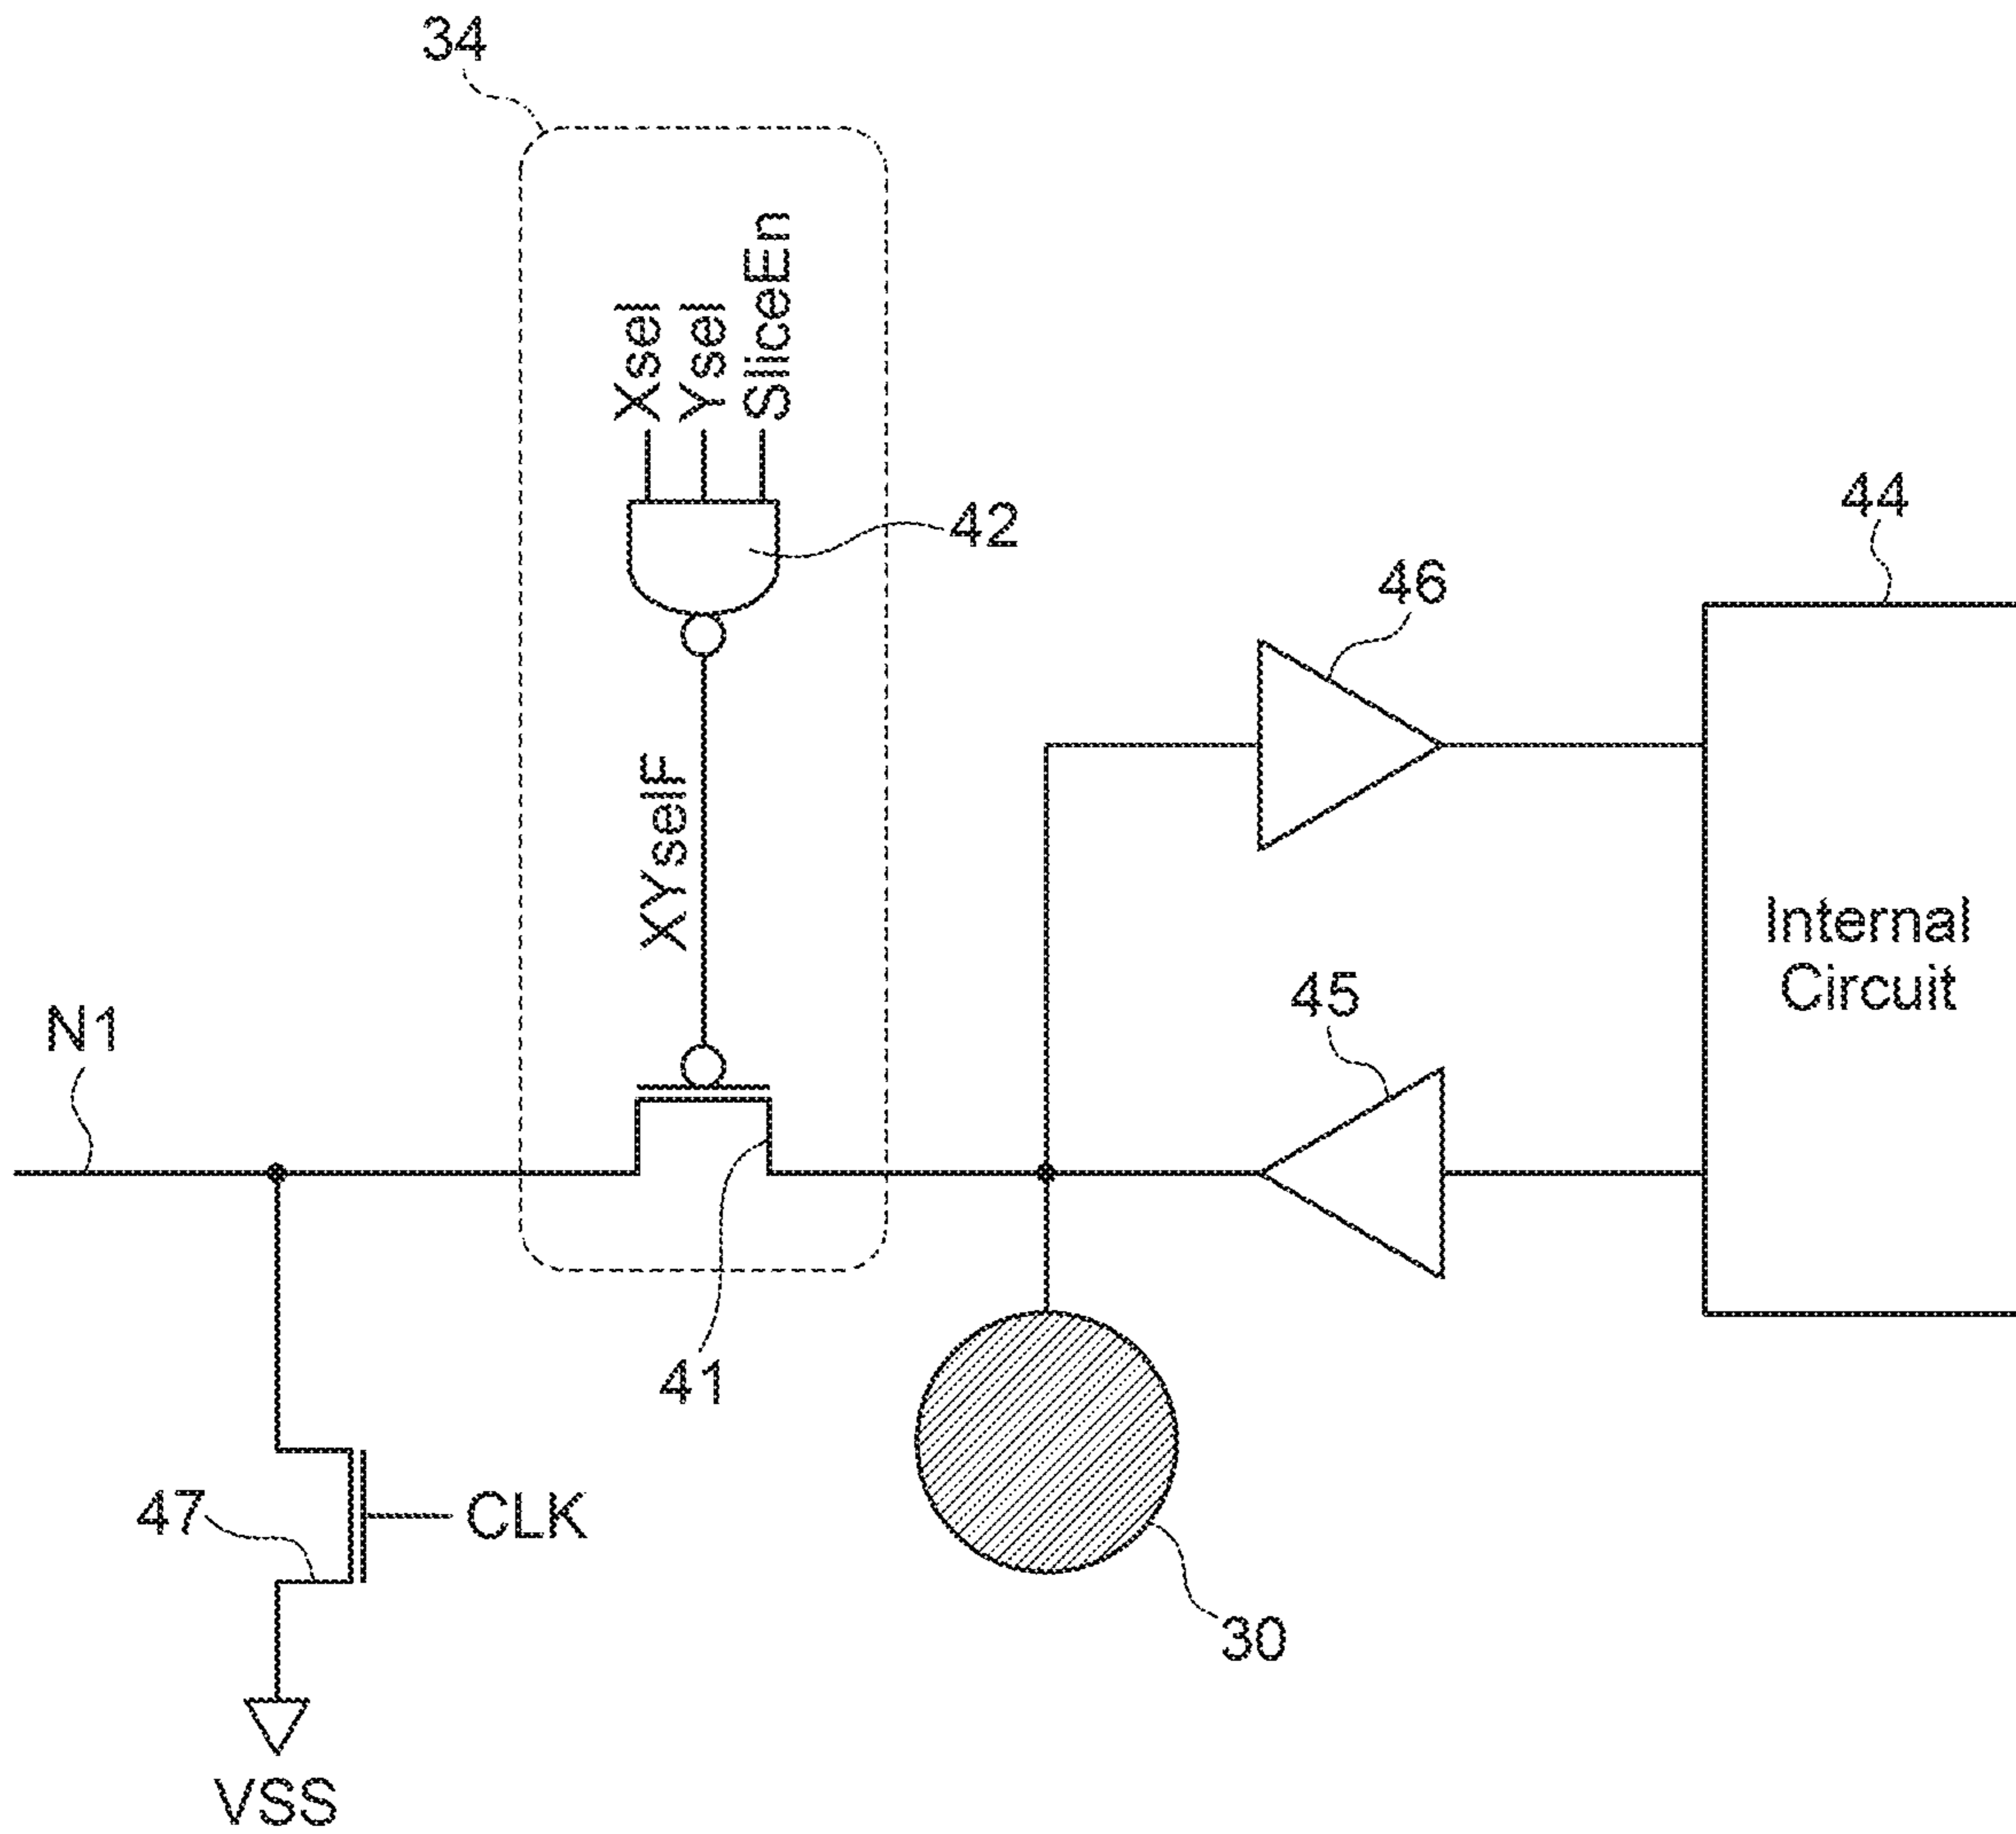 34
Xsel
Ysel
SliceEn
42
44
46
XYselF
Internal
Circuit
45
N1
41
47
CLK
30
VSS